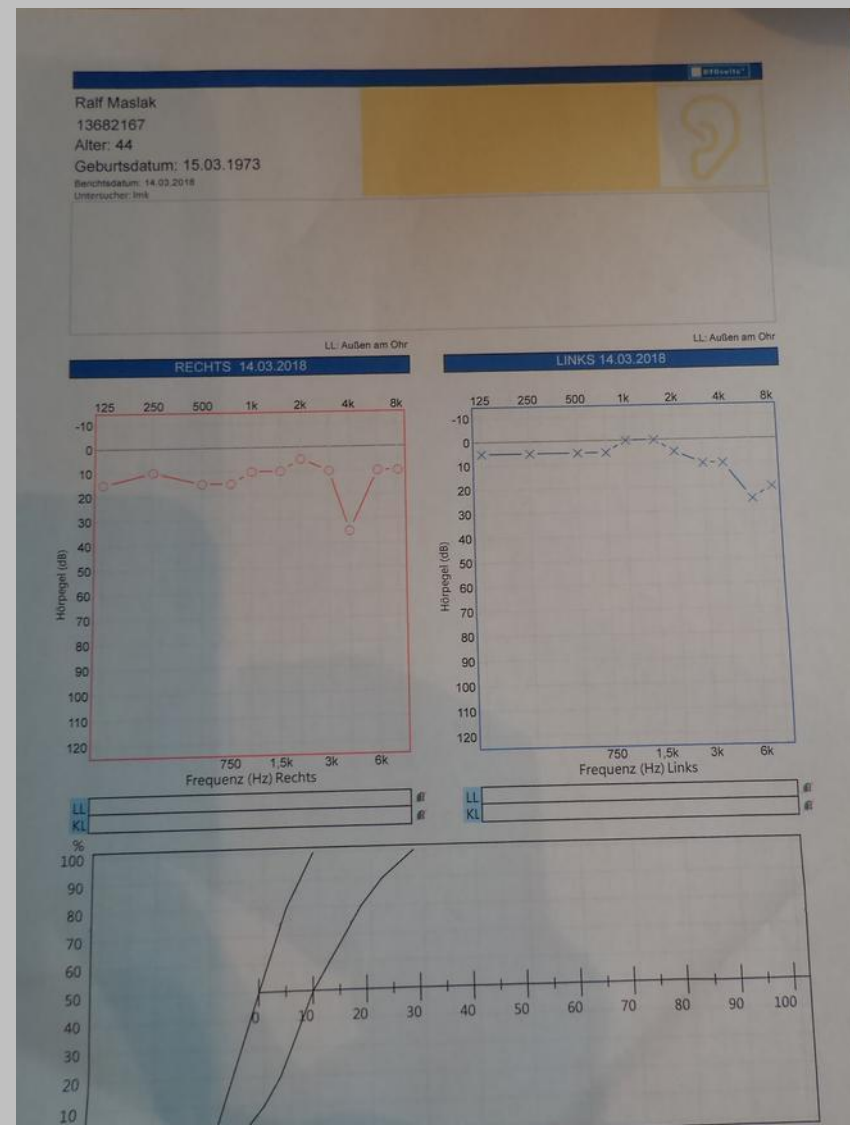 Ralf Maslak
13682167
Alter: 44
Geburtsdatum: 15.03.1973
Berichtsdatum: 14.03.2018
Untersucher: lmk
LL: Außen am Ohr
RECHTS 14.03.2018
125 250 500 1k 2k 4k 8k
-10
0
10
20
30
40
50
60
70
80
90
100
110
120
Hörpegel (dB)
750 1,5k 3k 6k
Frequenz (Hz) Rechts
LL
KL
LL: Außen am Ohr
LINKS 14.03.2018
125 250 500 1k 2k 4k 8k
-10
0
10
20
30
40
50
60
70
80
90
100
110
120
Hörpegel (dB)
750 1,5k 3k 6k
Frequenz (Hz) Links
LL
KL
%
100
90
80
70
60
50
40
30
20
10
0 10 20 30 40 50 60 70 80 90 100